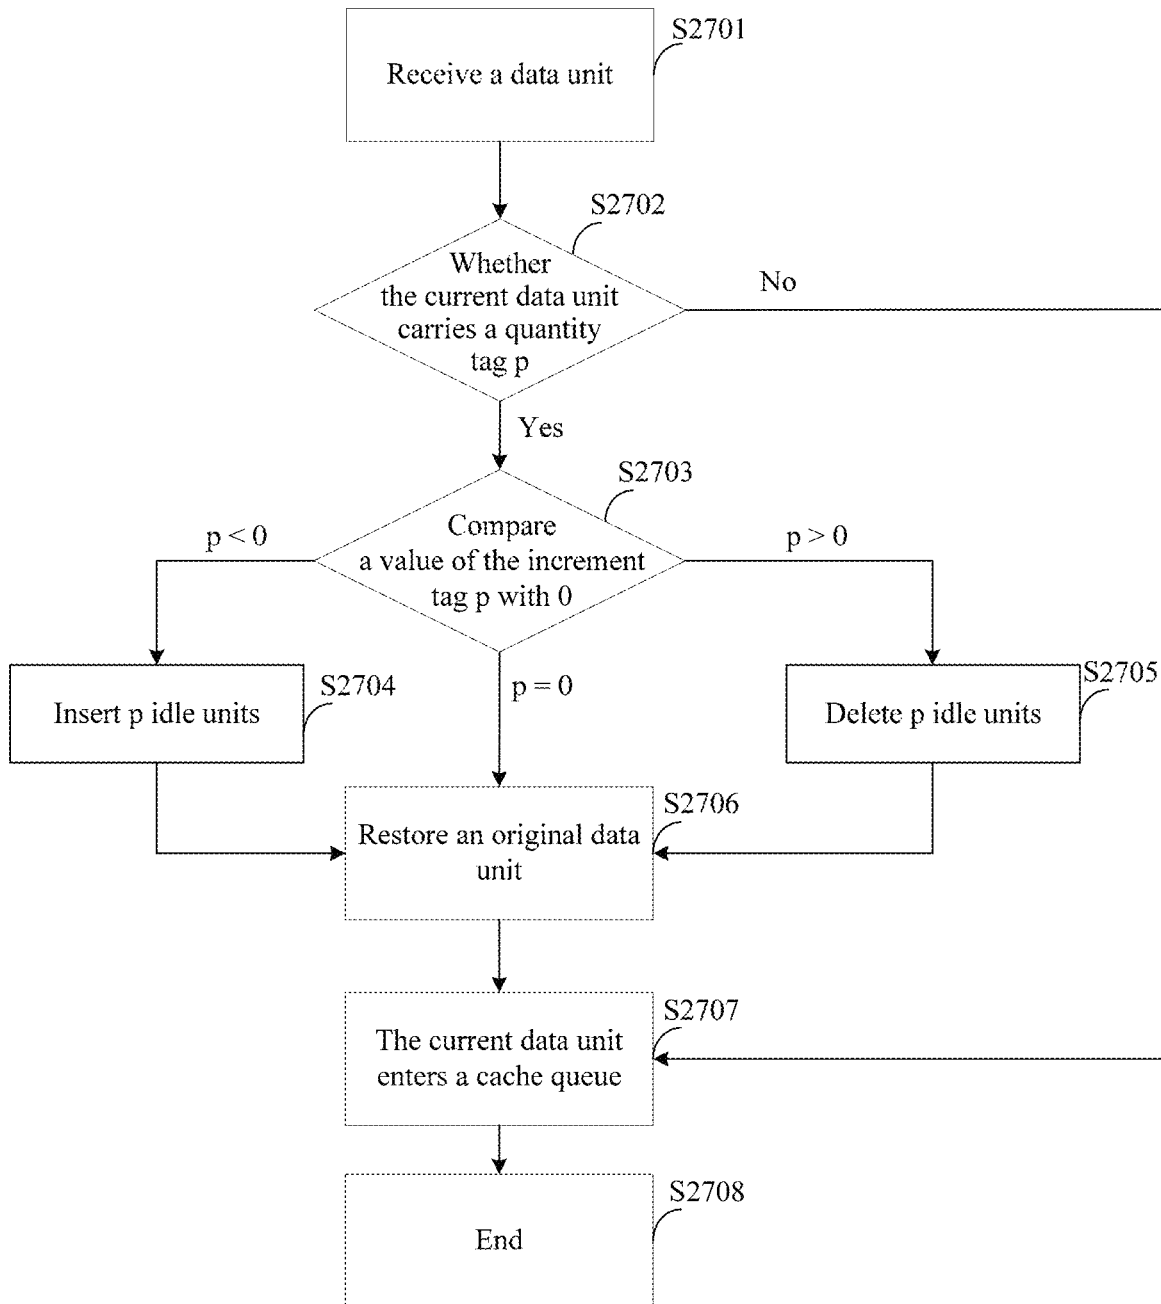 S2701
Receive a data unit
S2702
Whether
the current data unit
carries a quantity
tag p
No
Yes
S2703
Compare
a value of the increment
tag p with 0
p < 0
p > 0
p = 0
S2704
Insert p idle units
S2705
Delete p idle units
S2706
Restore an original data
unit
S2707
The current data unit
enters a cache queue
S2708
End